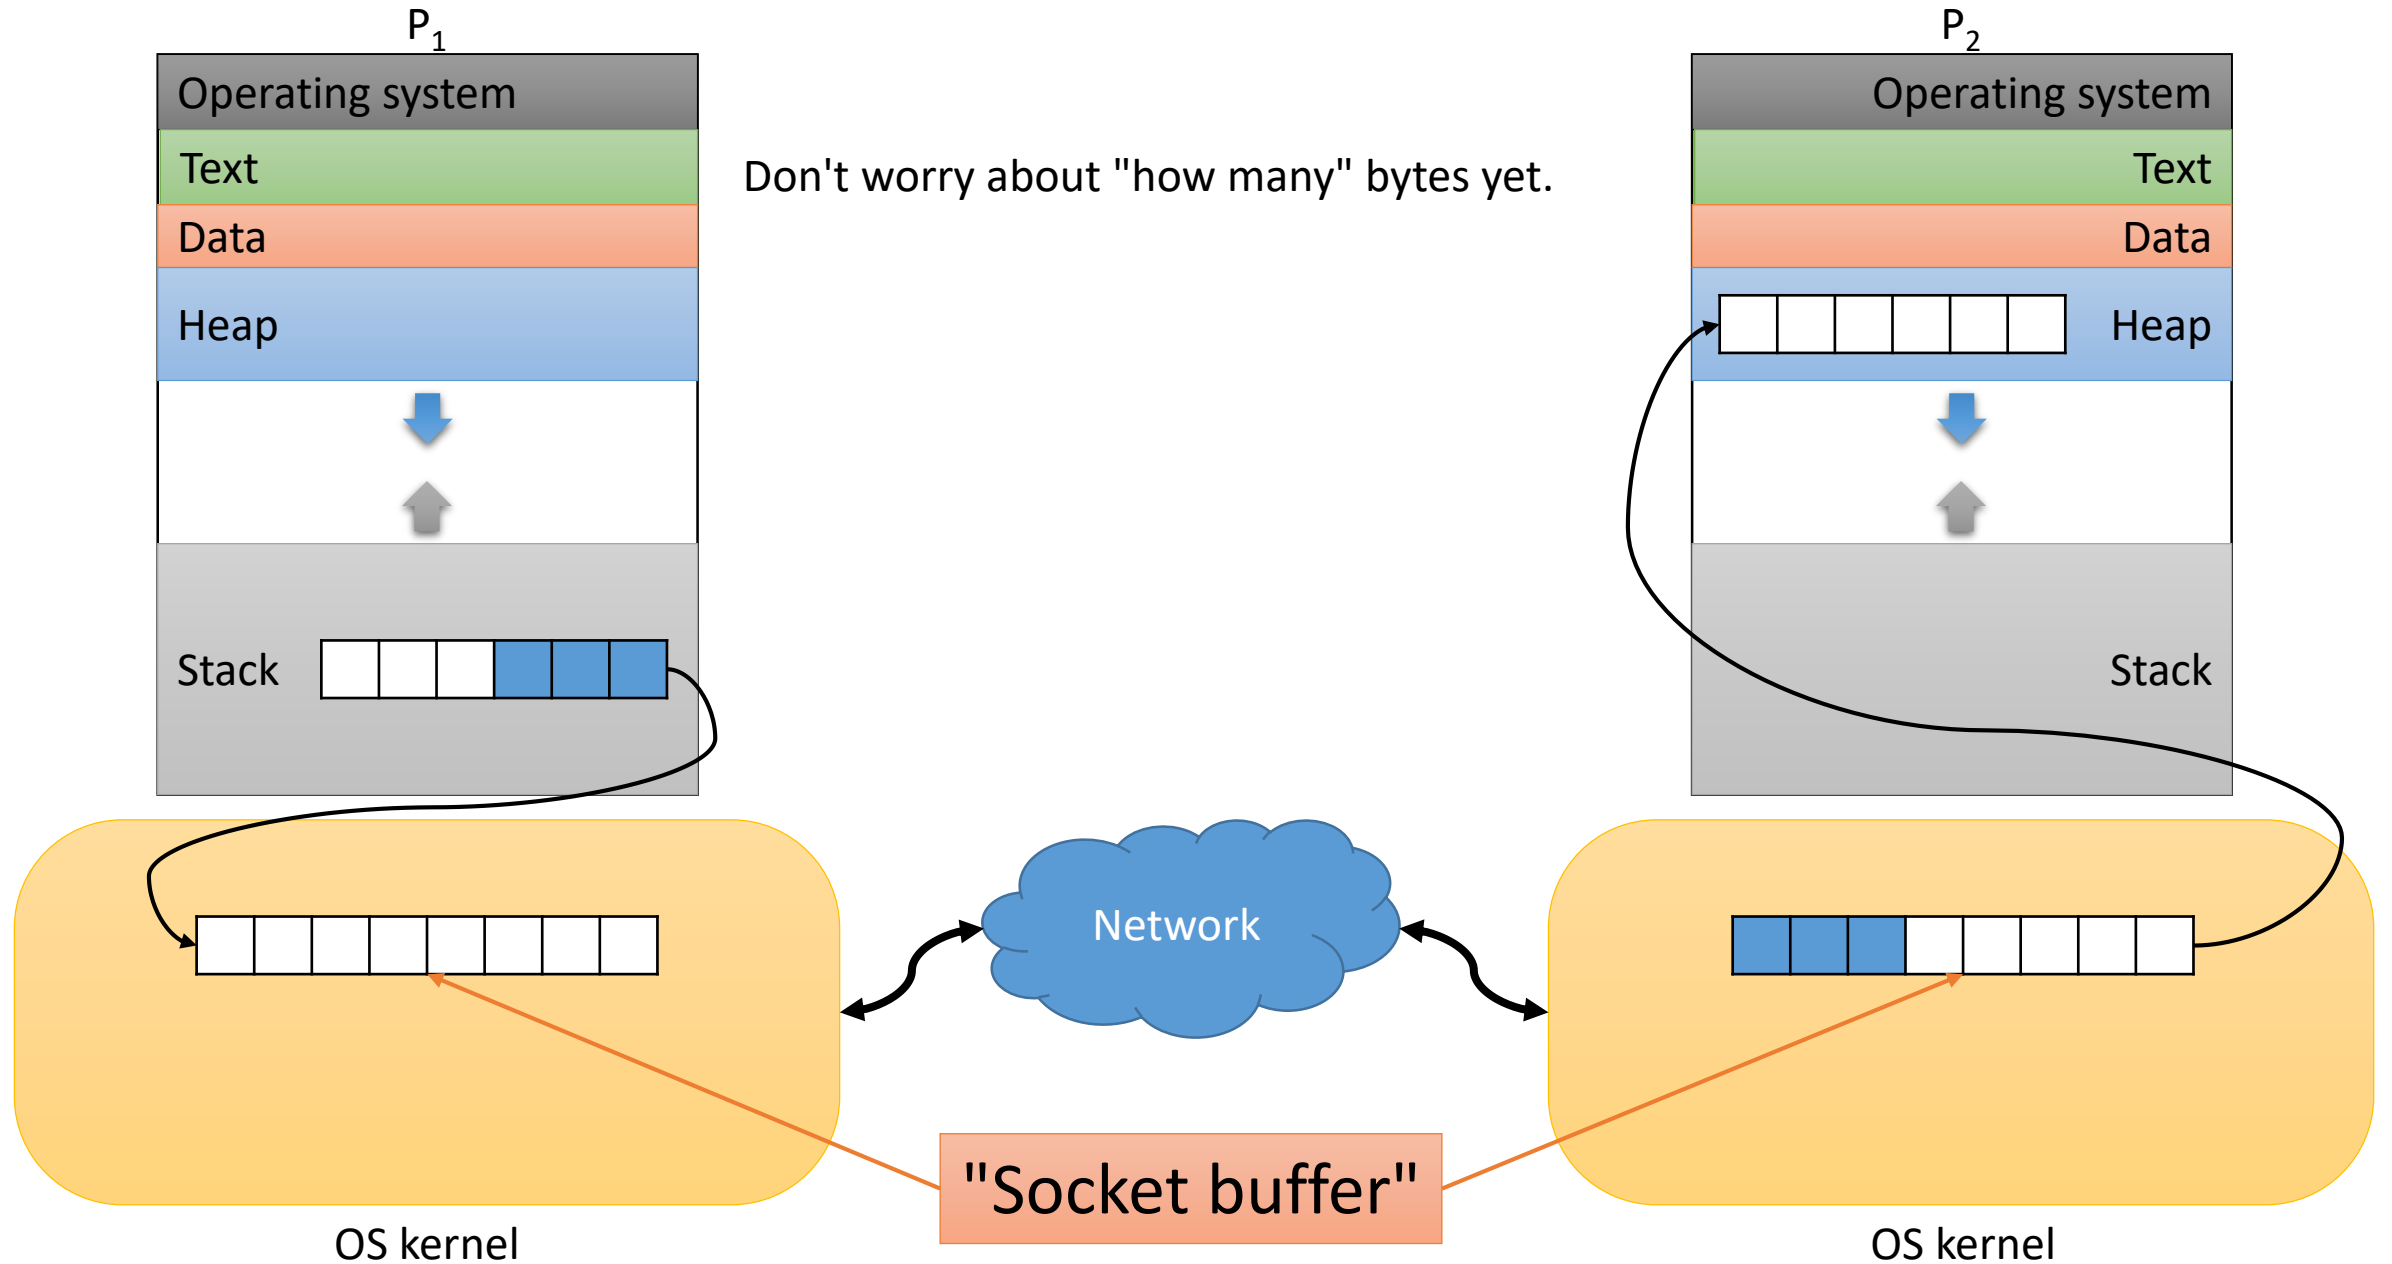 P1
Operating system
Text
Data
Heap
Stack
Don't worry about "how many" bytes yet.
P2
Operating system
Text
Data
Heap
Stack
Network
"Socket buffer"
OS kernel
OS kernel